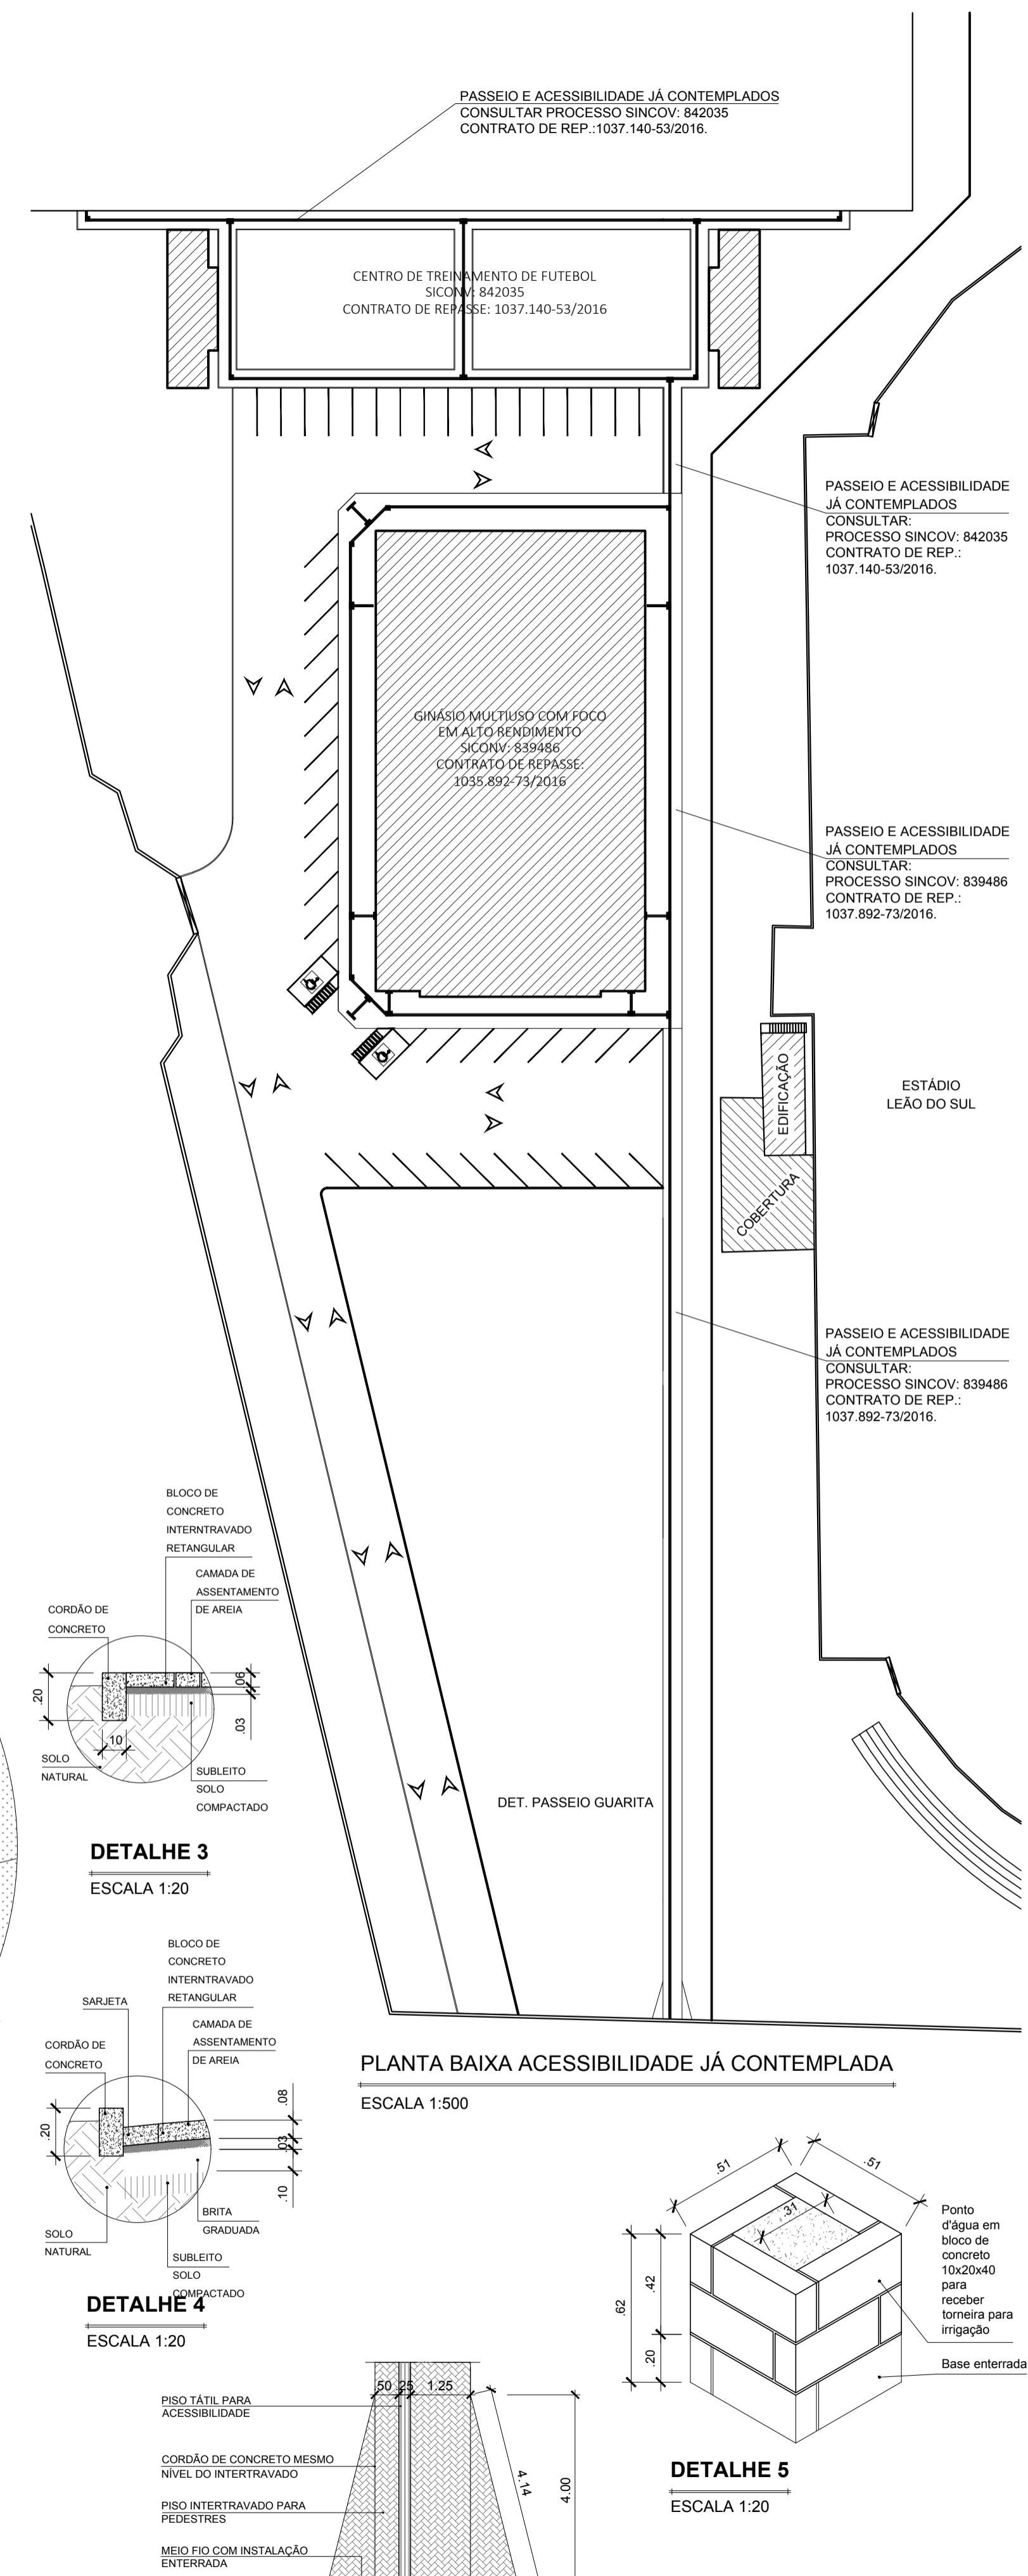 PASSEIO E ACESSIBILIDADE JÁ CONTEMPLADOS
CONSULTAR PROCESSO SINCOV: 842035
CONTRATO DE REP.:1037.140-53/2016.
CENTRO DE TREINAMENTO DE FUTEBOL
SICONV: 842035
CONTRATO DE REPASSE: 1037.140-53/2016
PASSEIO E ACESSIBILIDADE
JÁ CONTEMPLADOS
CONSULTAR:
PROCESSO SINCOV: 842035
CONTRATO DE REP.:
1037.140-53/2016.
GINÁSIO MULTIUSO COM FOCO
EM ALTO RENDIMENTO
SICONV: 839486
CONTRATO DE REPASSE:
1035.892-73/2016
PASSEIO E ACESSIBILIDADE
JÁ CONTEMPLADOS
CONSULTAR:
PROCESSO SINCOV: 839486
CONTRATO DE REP.:
1037.892-73/2016.
EDIFICAÇÃO
COBERTURA
ESTÁDIO
LEÃO DO SUL
PASSEIO E ACESSIBILIDADE
JÁ CONTEMPLADOS
CONSULTAR:
PROCESSO SINCOV: 839486
CONTRATO DE REP.:
1037.892-73/2016.
BLOCO DE
CONCRETO
INTERNTRAVADO
RETANGULAR
CAMADA DE
ASSENTAMENTO
DE AREIA
CORDÃO DE
CONCRETO
.20
.10
.06
.03
SOLO
NATURAL
SUBLEITO
SOLO
COMPACTADO
DETALHE 3
ESCALA 1:20
DET. PASSEIO GUARITA
BLOCO DE
CONCRETO
INTERNTRAVADO
RETANGULAR
SARJETA
CAMADA DE
ASSENTAMENTO
DE AREIA
CORDÃO DE
CONCRETO
.20
.08
.03
.10
BRITA
GRADUADA
SOLO
NATURAL
SUBLEITO
SOLO
COMPACTADO
DETALHE 4
ESCALA 1:20
PLANTA BAIXA ACESSIBILIDADE JÁ CONTEMPLADA
ESCALA 1:500
.51
.51
.31
.62
.42
.20
Ponto
d'água em
bloco de
concreto
10x20x40
para
receber
torneira para
irrigação
Base enterrada
DETALHE 5
ESCALA 1:20
.50 .25 1.25
4.14
4.00
PISO TÁTIL PARA
ACESSIBILIDADE
CORDÃO DE CONCRETO MESMO
NÍVEL DO INTERTRAVADO
PISO INTERTRAVADO PARA
PEDESTRES
MEIO FIO COM INSTALAÇÃO
ENTERRADA